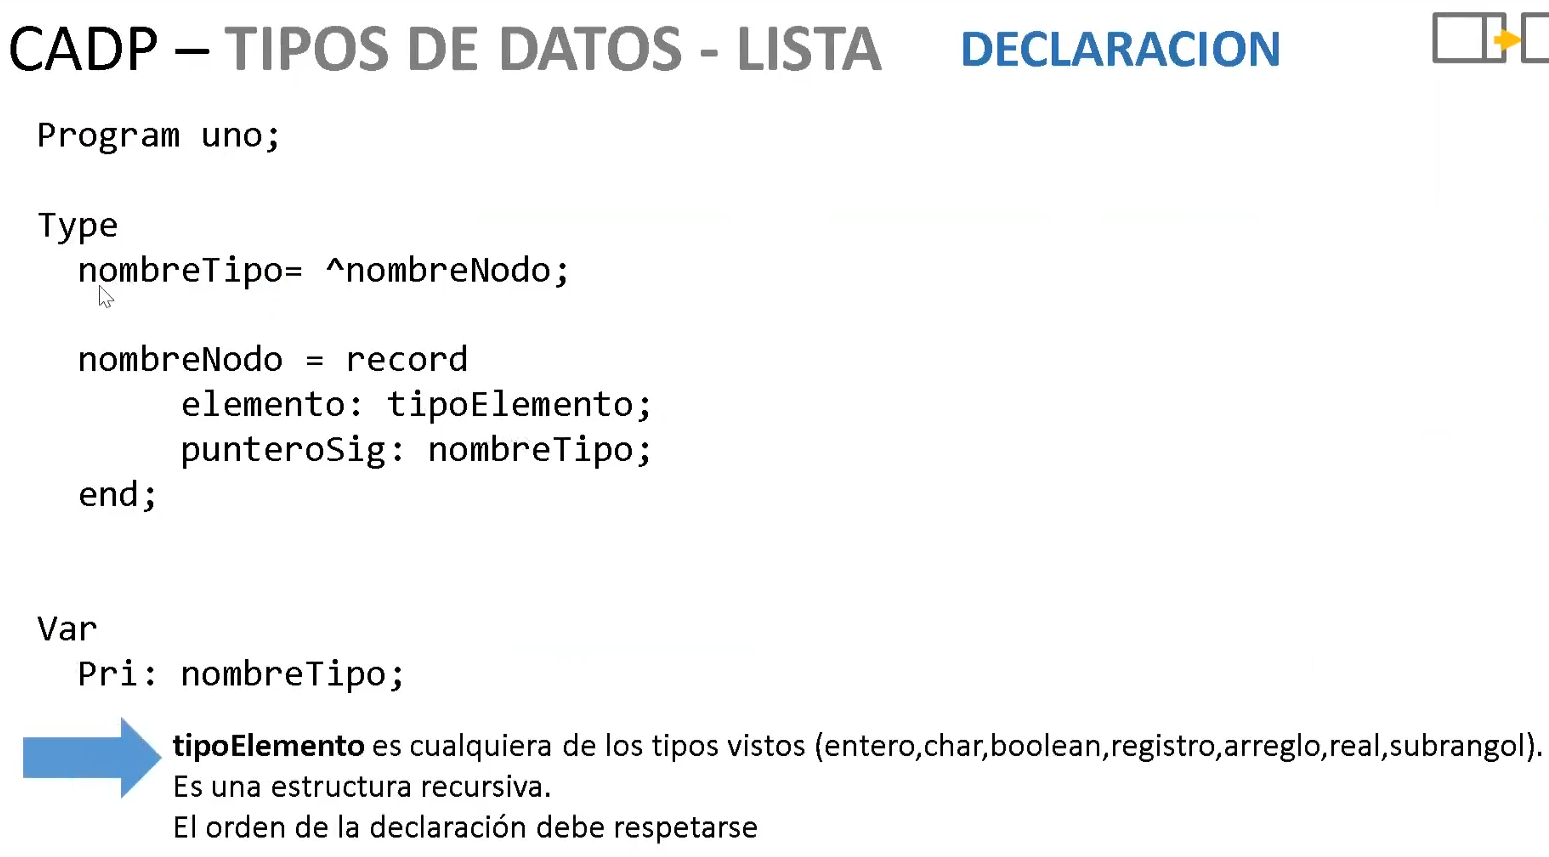 CADP – TIPOS DE DATOS - LISTA DECLARACION
Program uno;
Type
nombreTipo= ^nombreNodo;
nombreNodo = record
elemento: tipoElemento;
punteroSig: nombreTipo;
end;
Var
Pri: nombreTipo;
tipoElemento es cualquiera de los tipos vistos (entero,char,boolean,registro,arreglo,real,subrangol).
Es una estructura recursiva.
El orden de la declaración debe respetarse